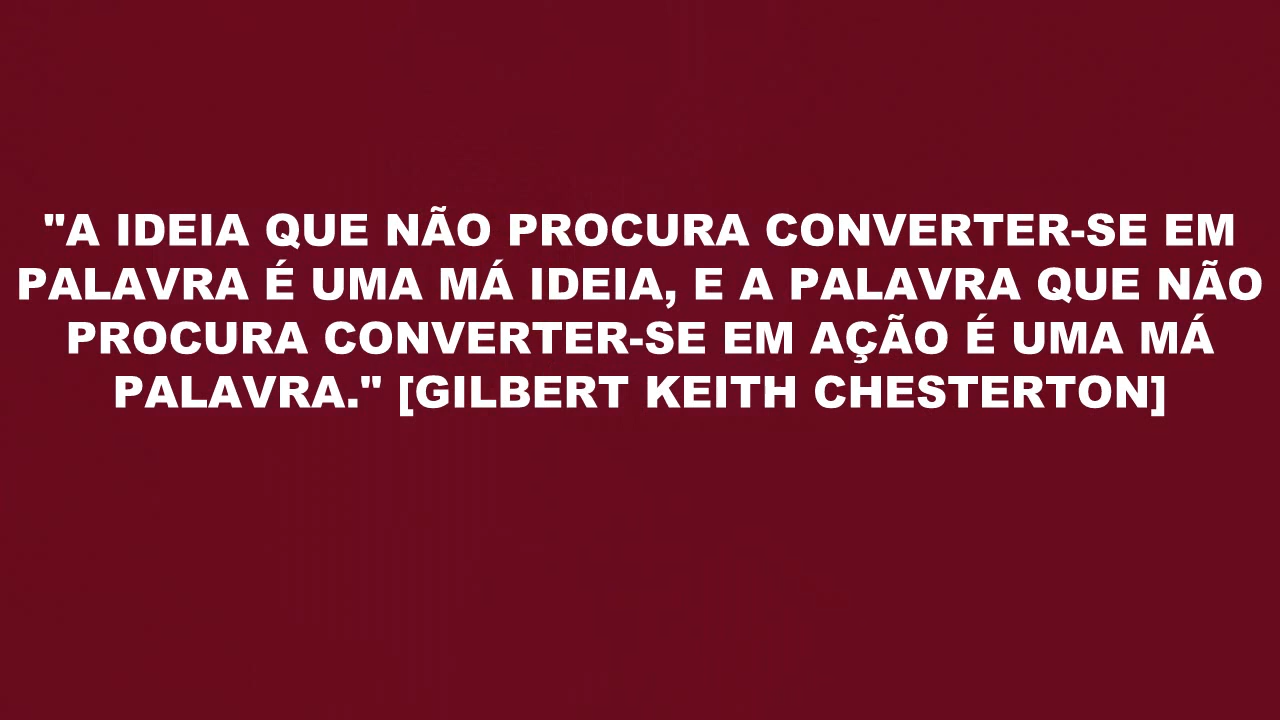 "A IDEIA QUE NÃO PROCURA CONVERTER-SE EM
PALAVRA É UMA MÁ IDEIA, E A PALAVRA QUE NÃO
PROCURA CONVERTER-SE EM AÇÃO É UMA MÁ
PALAVRA." [GILBERT KEITH CHESTERTON]